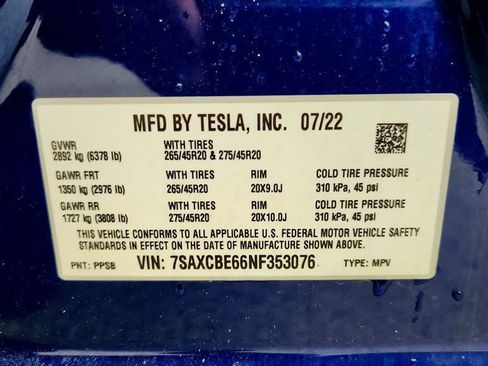 MFD BY TESLA, INC. 07/22
GVWR WITH TIRES
2892 kg (6378 lb) 265/45R20 & 275/45R20
GAWR FRT WITH TIRES RIM COLD TIRE PRESSURE
1350 kg (2976 lb) 265/45R20 20X9.0J 310 kPa, 45 psi
GAWR RR WITH TIRES RIM COLD TIRE PRESSURE
1727 kg (3808 lb) 275/45R20 20X10.0J 310 kPa, 45 psi
THIS VEHICLE CONFORMS TO ALL APPLICABLE U.S. FEDERAL MOTOR VEHICLE SAFETY
STANDARDS IN EFFECT ON THE DATE OF MANUFACTURE SHOWN ABOVE.
PNT: PPSB VIN: 7SAXCBE66NF353076 TYPE: MPV